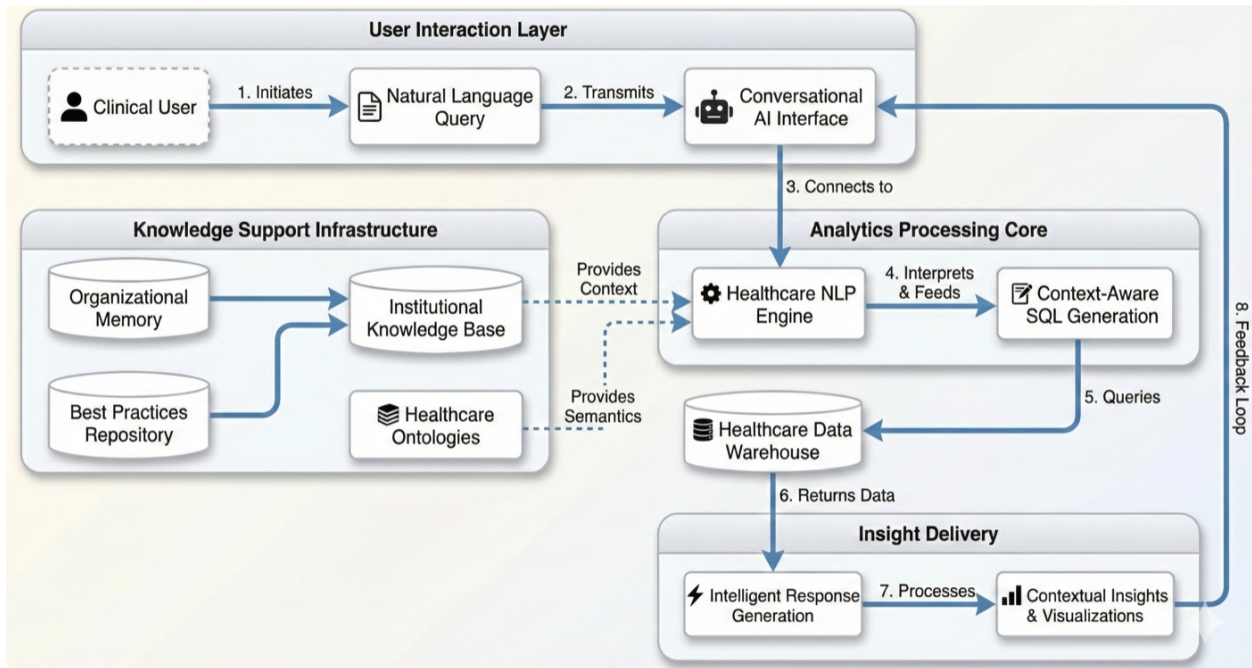 User Interaction Layer
Clinical User
1. Initiates
Natural Language
Query
2. Transmits
Conversational
AI Interface
3. Connects to
Knowledge Support Infrastructure
Organizational
Memory
Institutional
Knowledge Base
Best Practices
Repository
Healthcare
Ontologies
Provides
Context
Provides
Semantics
Analytics Processing Core
Healthcare NLP
Engine
4. Interprets
& Feeds
Context-Aware
SQL Generation
5. Queries
Healthcare Data
Warehouse
6. Returns Data
Insight Delivery
Intelligent Response
Generation
7. Processes
Contextual Insights
& Visualizations
8. Feedback Loop